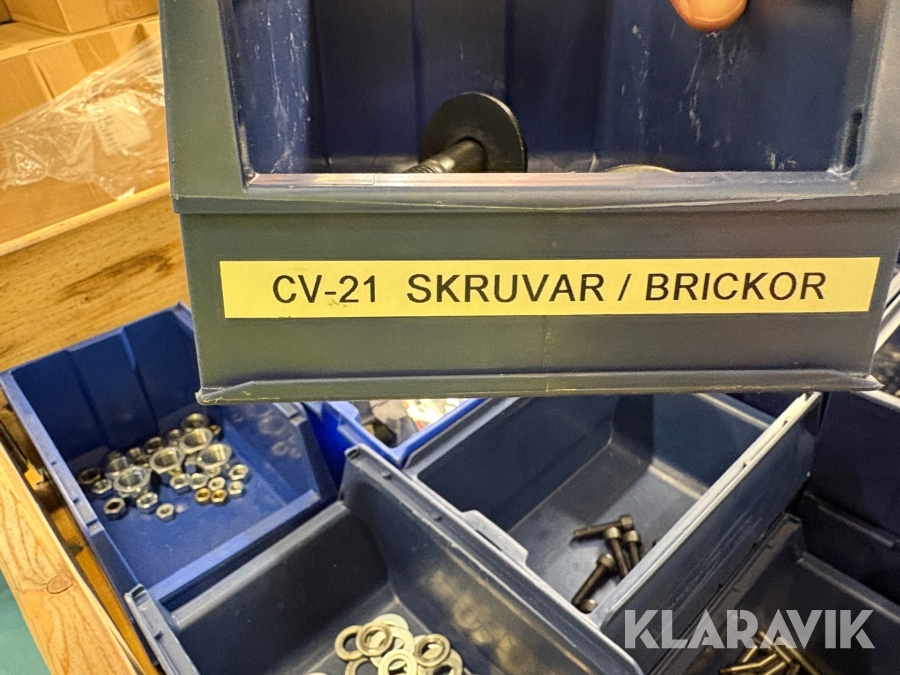 CV-21 SKRUVAR / BRICKOR
KLARAVIK